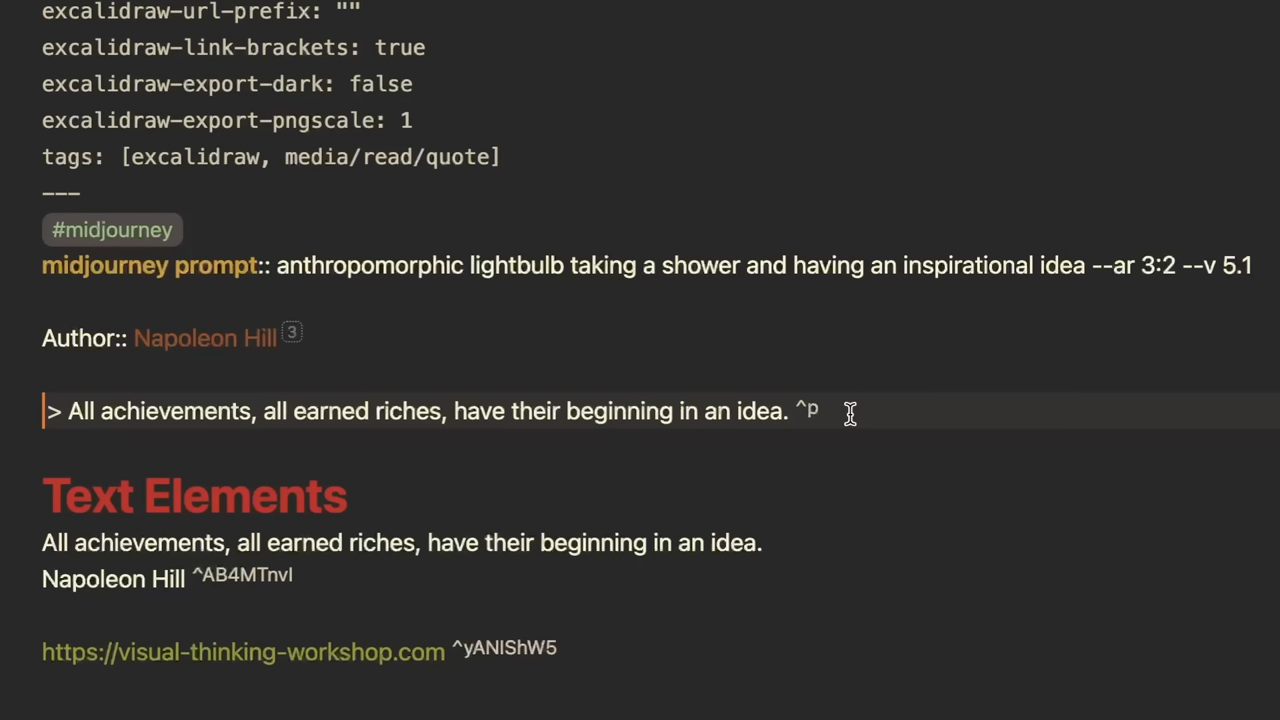 excalidraw-url-prefix: ""
excalidraw-link-brackets: true
excalidraw-export-dark: false
excalidraw-export-pngscale: 1
tags: [excalidraw, media/read/quote]
---
#midjourney
midjourney prompt:: anthropomorphic lightbulb taking a shower and having an inspirational idea --ar 3:2 --v 5.1
Author:: Napoleon Hill 3
> All achievements, all earned riches, have their beginning in an idea. ^p
Text Elements
All achievements, all earned riches, have their beginning in an idea.
Napoleon Hill ^AB4MTnvI
https://visual-thinking-workshop.com ^yANIShW5